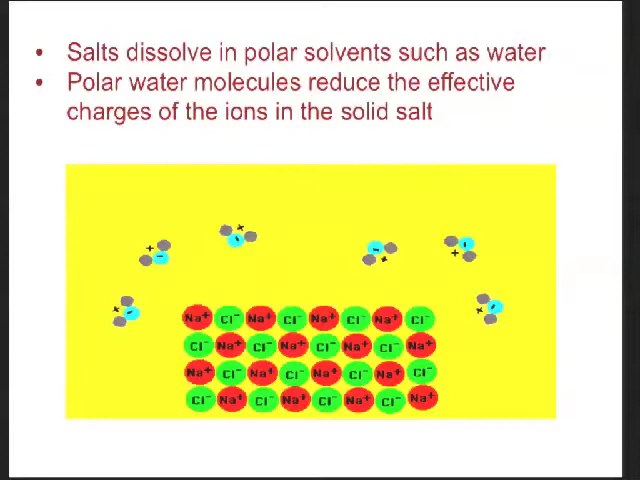 • Salts dissolve in polar solvents such as water
• Polar water molecules reduce the effective
charges of the ions in the solid salt
Na⁺ Cl⁻ Na⁺ Cl⁻ Na⁺ Cl⁻ Na⁺ Cl⁻
Cl⁻ Na⁺ Cl⁻ Na⁺ Cl⁻ Na⁺ Cl⁻ Na⁺
Na⁺ Cl⁻ Na⁺ Cl⁻ Na⁺ Cl⁻ Na⁺ Cl⁻
Cl⁻ Na⁺ Cl⁻ Na⁺ Cl⁻ Na⁺ Cl⁻ Na⁺